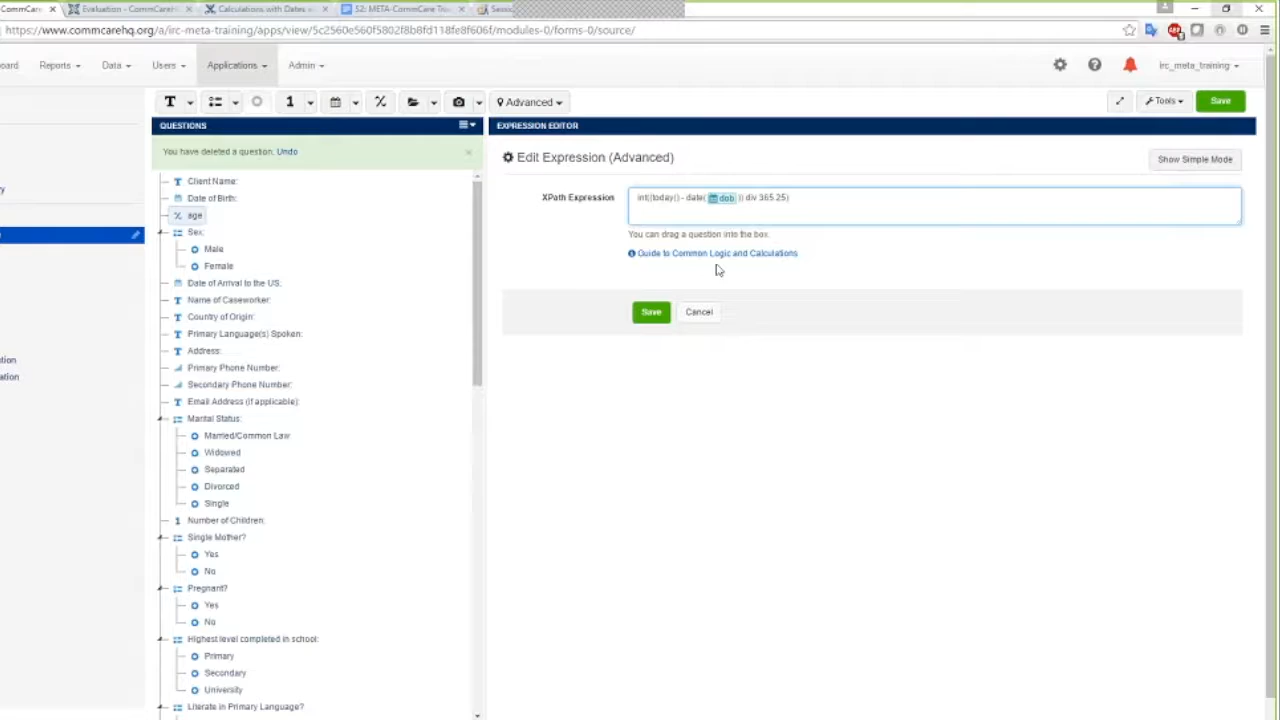 CommCare
Evaluation - CommCareH
Calculations with Dates
S2: META-CommCare Tra
Sessi
https://www.commcarehq.org/a/irc-meta-training/apps/view/5c2560e560f5802f8b8fd118fe8f606f/modules-0/forms-0/source/
oard
Reports
Data
Users
Applications
Admin
irc_meta_training
T
1
Advanced
Tools
Save
QUESTIONS
EXPRESSION EDITOR
You have deleted a question. Undo
Edit Expression (Advanced)
Show Simple Mode
XPath Expression
int((today() - date( dob )) div 365.25)
You can drag a question into the box.
Guide to Common Logic and Calculations
Save
Cancel
y
tion
ation
Client Name:
Date of Birth:
age
Sex:
Male
Female
Date of Arrival to the US:
Name of Caseworker:
Country of Origin:
Primary Language(s) Spoken:
Address:
Primary Phone Number:
Secondary Phone Number:
Email Address (if applicable):
Marital Status:
Married/Common Law
Widowed
Separated
Divorced
Single
Number of Children:
Single Mother?
Yes
No
Pregnant?
Yes
No
Highest level completed in school:
Primary
Secondary
University
Literate in Primary Language?